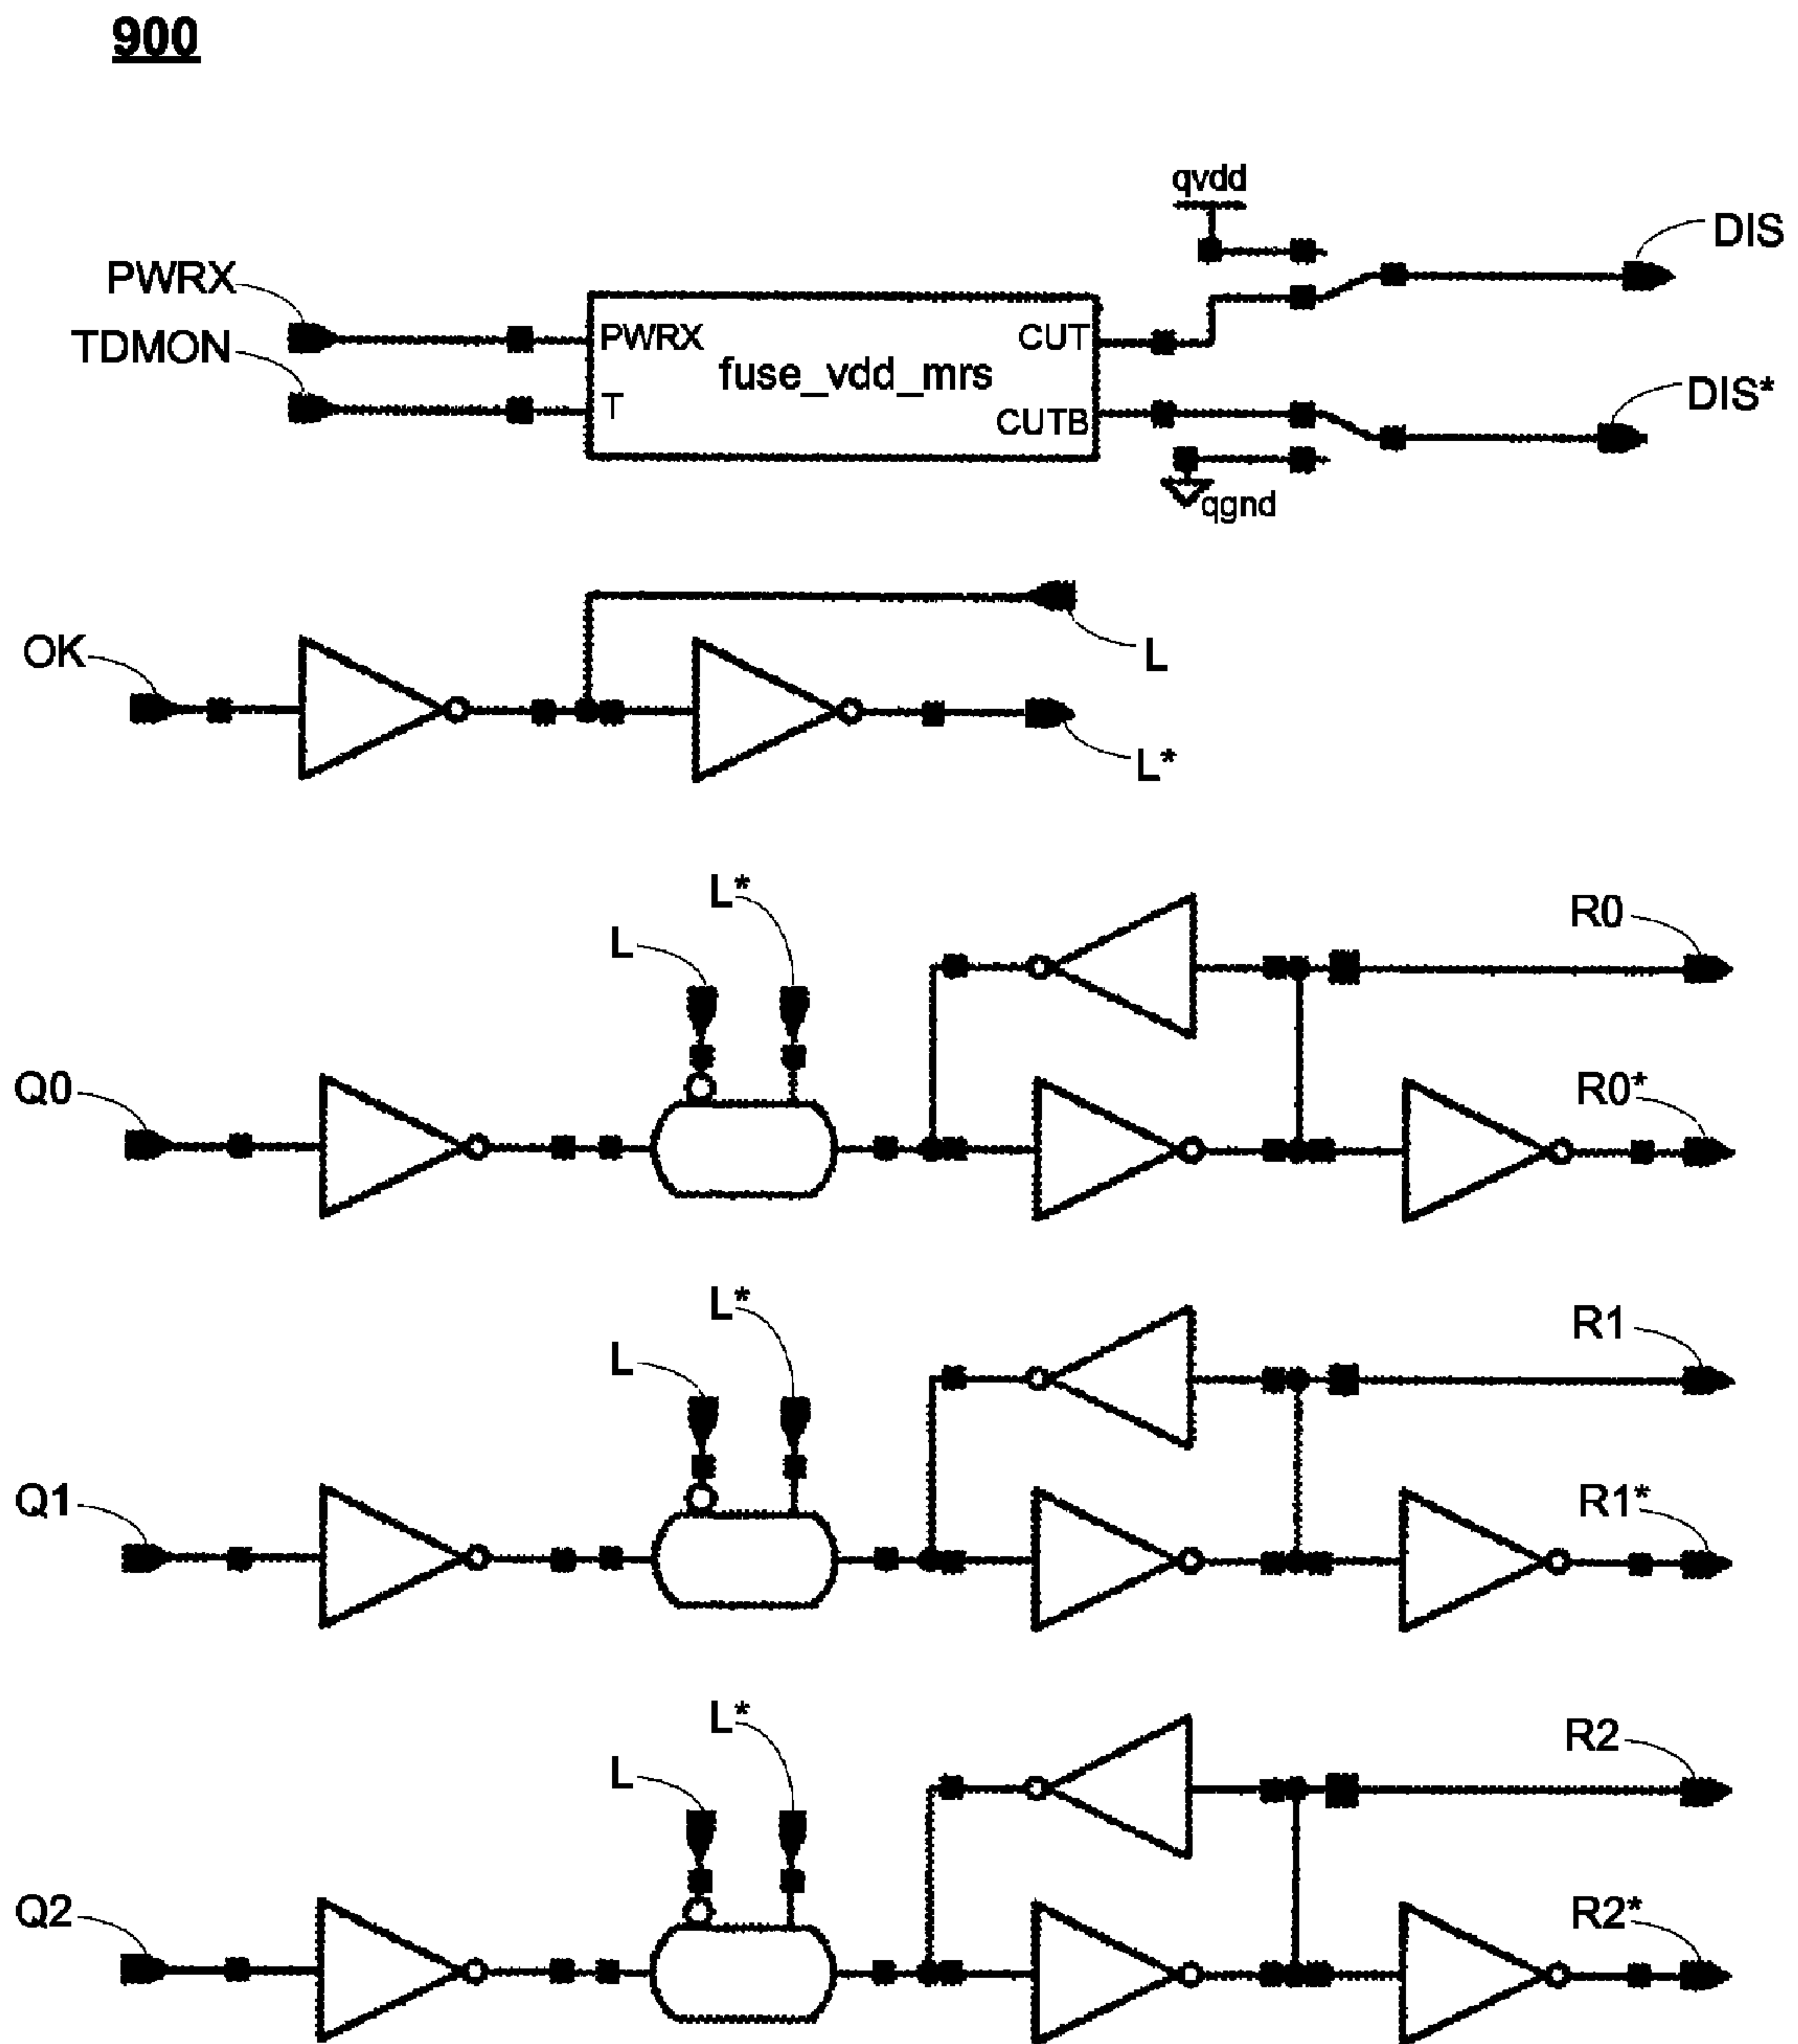 900
qvdd
DIS
PWRX
TDMON
PWRX
CUT
fuse_vdd_mrs
T
CUTB
DIS*
qgnd
OK
L
L*
L*
L
R0
Q0
R0*
L*
L
R1
Q1
R1*
L*
L
R2
Q2
R2*